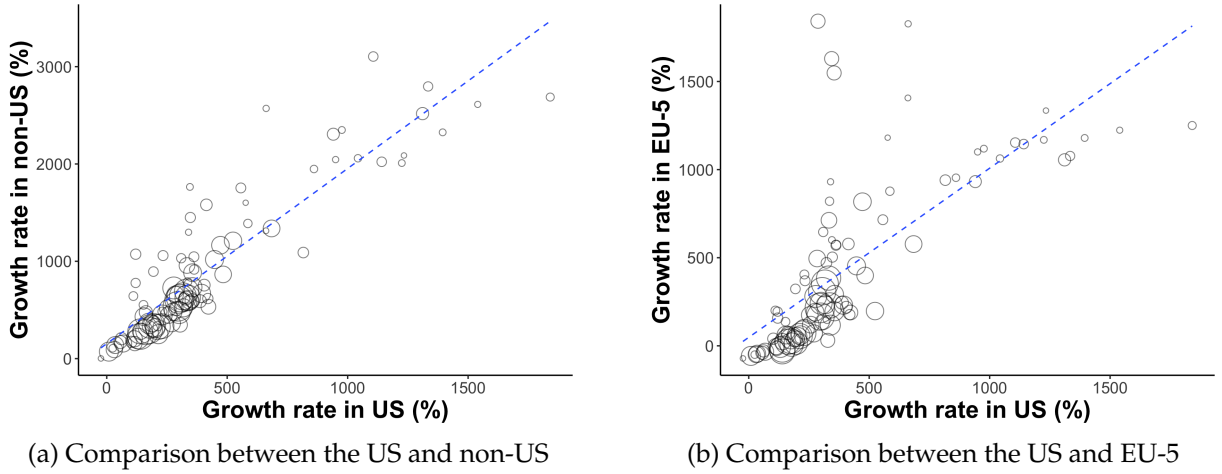 Growth rate in non-US (%)
3000
2000
1000
0
0 500 1000 1500
Growth rate in US (%)
(a) Comparison between the US and non-US
Growth rate in EU-5 (%)
1500
1000
500
0
0 500 1000 1500
Growth rate in US (%)
(b) Comparison between the US and EU-5